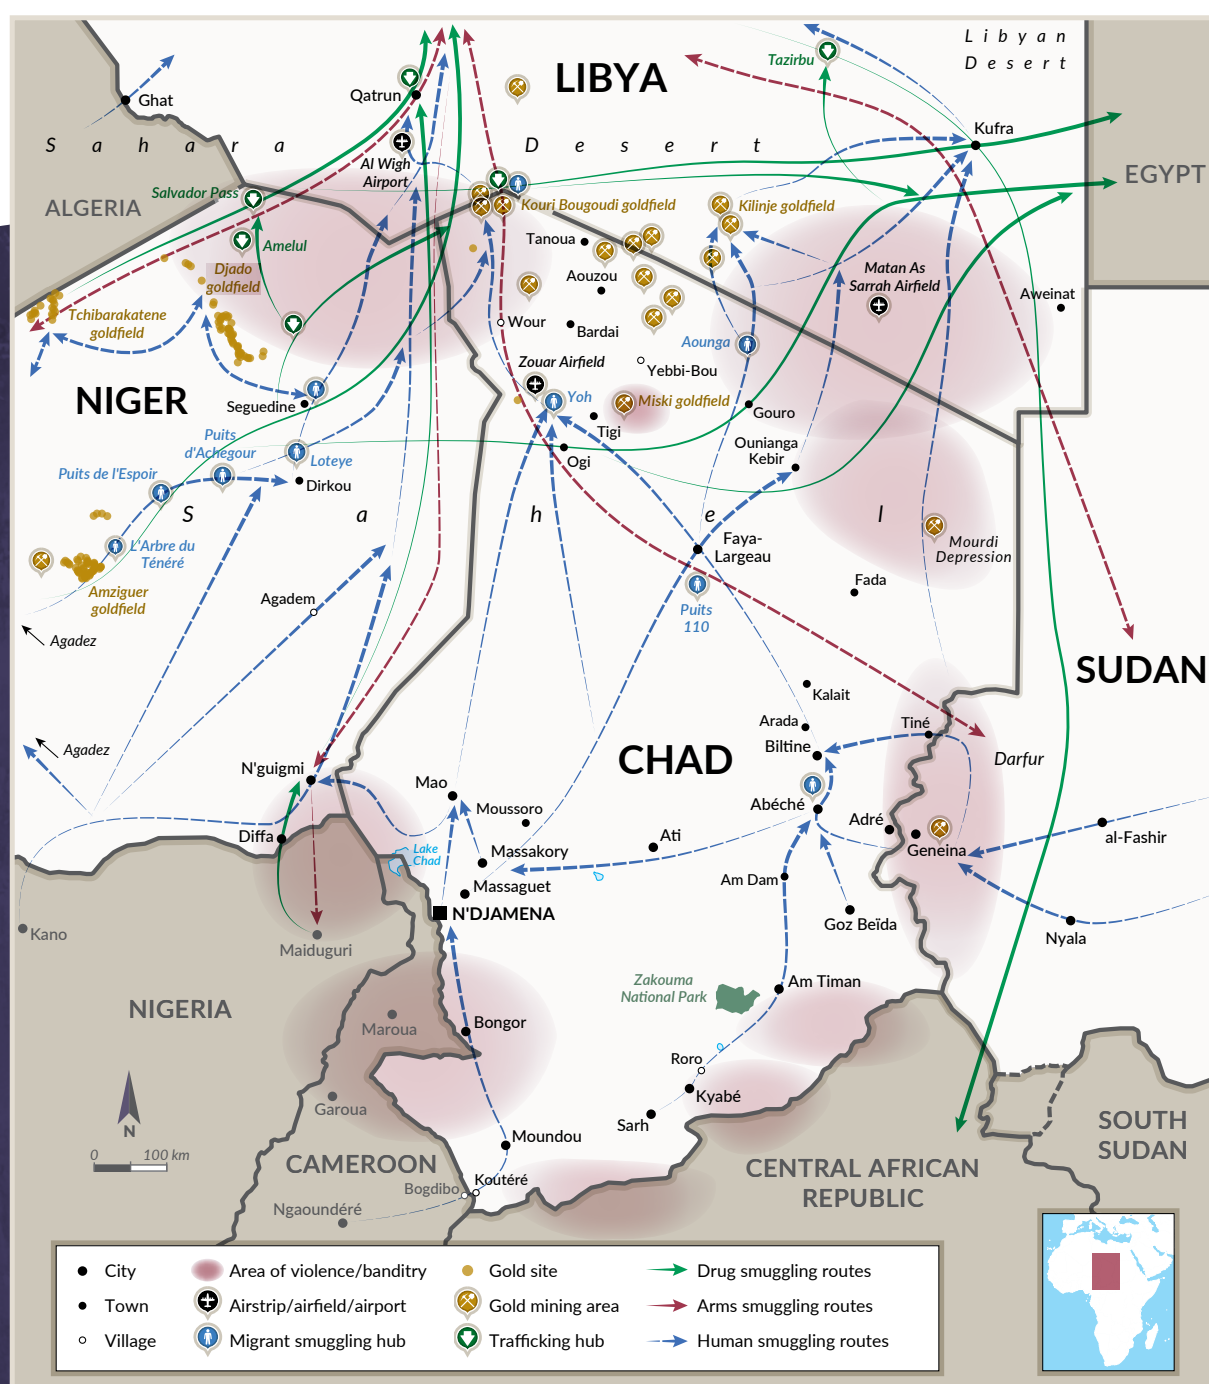 Libyan
Desert
Tazirbu
LIBYA
Ghat
Qatrun
Kufra
Sahara Desert
Al Wigh
Airport
EGYPT
Salvador Pass
ALGERIA
Kouri Bougoudi goldfield
Kilinje goldfield
Amelul
Tanoua
Djado
goldfield
Aouzou
Matan As
Sarrah Airfield
Aweinat
Tchibarakatene
goldfield
Wour
Bardai
Aounga
Zouar Airfield
Yebbi-Bou
NIGER
Seguedine
Yoh
Miski goldfield
Gouro
Tigi
Puits
d'Achegour
Ounianga
Kebir
Loteye
Ogi
Puits de l'Espoir
Dirkou
Sahel
L'Arbre du
Ténéré
Faya-
Largeau
Mourdi
Depression
Amziguer
goldfield
Agadem
Fada
Puits
110
Agadez
SUDAN
Kalait
Arada
Tiné
Agadez
CHAD
Biltine
Darfur
N'guigmi
Mao
Moussoro
Abéché
Adré
Diffa
Ati
Geneina
al-Fashir
Lake
Chad
Massakory
Am Dam
Massaguet
N'DJAMENA
Goz Beïda
Kano
Nyala
Maiduguri
Zakouma
National Park
Am Timan
NIGERIA
Maroua
Bongor
Roro
Kyabé
Garoua
Sarh
N
SOUTH
SUDAN
Moundou
0 100 km
CAMEROON
CENTRAL AFRICAN
REPUBLIC
Koutéré
Bogdibo
Ngaoundéré
City
Area of violence/banditry
Gold site
Drug smuggling routes
Town
Airstrip/airfield/airport
Gold mining area
Arms smuggling routes
Village
Migrant smuggling hub
Trafficking hub
Human smuggling routes